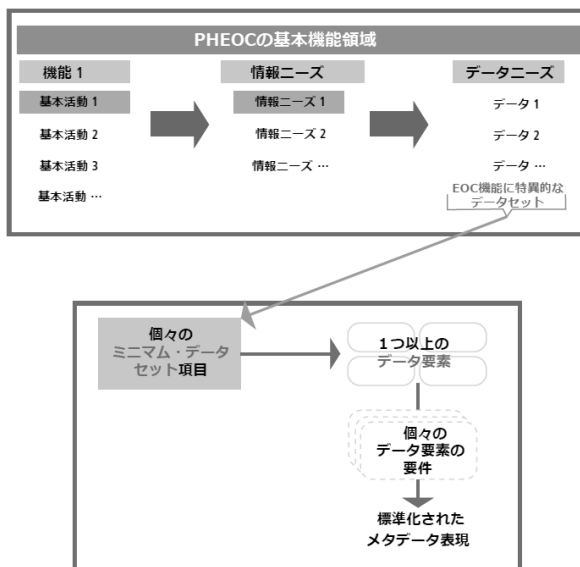 PHEOCの基本機能領域
機能 1
基本活動 1
基本活動 2
基本活動 3
基本活動 …
情報ニーズ
情報ニーズ 1
情報ニーズ 2
情報ニーズ …
データニーズ
データ 1
データ 2
データ …
EOC機能に特異的な
データセット
個々の
ミニマム・データ
セット項目
1つ以上の
データ要素
個々の
データ要素の
要件
標準化された
メタデータ表現